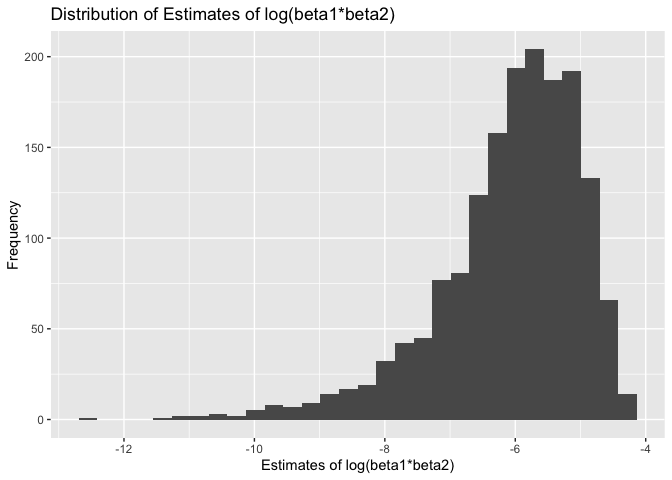 Distribution of Estimates of log(beta1*beta2)
200
150
100
50
0
Frequency
-12 -10 -8 -6 -4
Estimates of log(beta1*beta2)